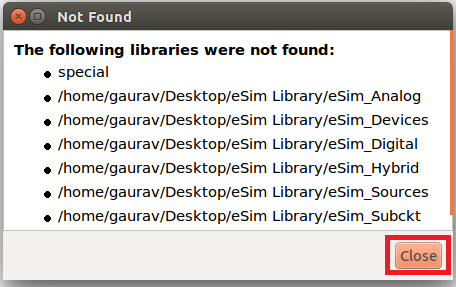 Not Found
The following libraries were not found:
special
/home/gaurav/Desktop/eSim Library/eSim_Analog
/home/gaurav/Desktop/eSim Library/eSim_Devices
/home/gaurav/Desktop/eSim Library/eSim_Digital
/home/gaurav/Desktop/eSim Library/eSim_Hybrid
/home/gaurav/Desktop/eSim Library/eSim_Sources
/home/gaurav/Desktop/eSim Library/eSim_Subckt
Close